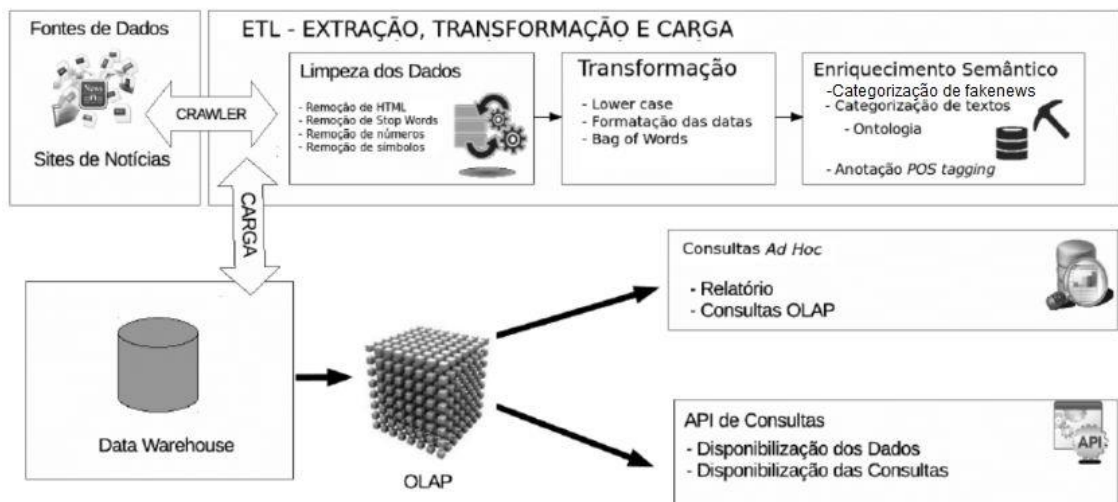 Fontes de Dados
Sites de Notícias
CRAWLER
ETL - EXTRAÇÃO, TRANSFORMAÇÃO E CARGA
Limpeza dos Dados
- Remoção de HTML
- Remoção de Stop Words
- Remoção de números
- Remoção de símbolos
Transformação
- Lower case
- Formatação das datas
- Bag of Words
Enriquecimento Semântico
-Categorização de fakenews
- Categorização de textos
- Ontologia
- Anotação POS tagging
CARGA
Data Warehouse
OLAP
Consultas Ad Hoc
- Relatório
- Consultas OLAP
API de Consultas
- Disponibilização dos Dados
- Disponibilização das Consultas
API